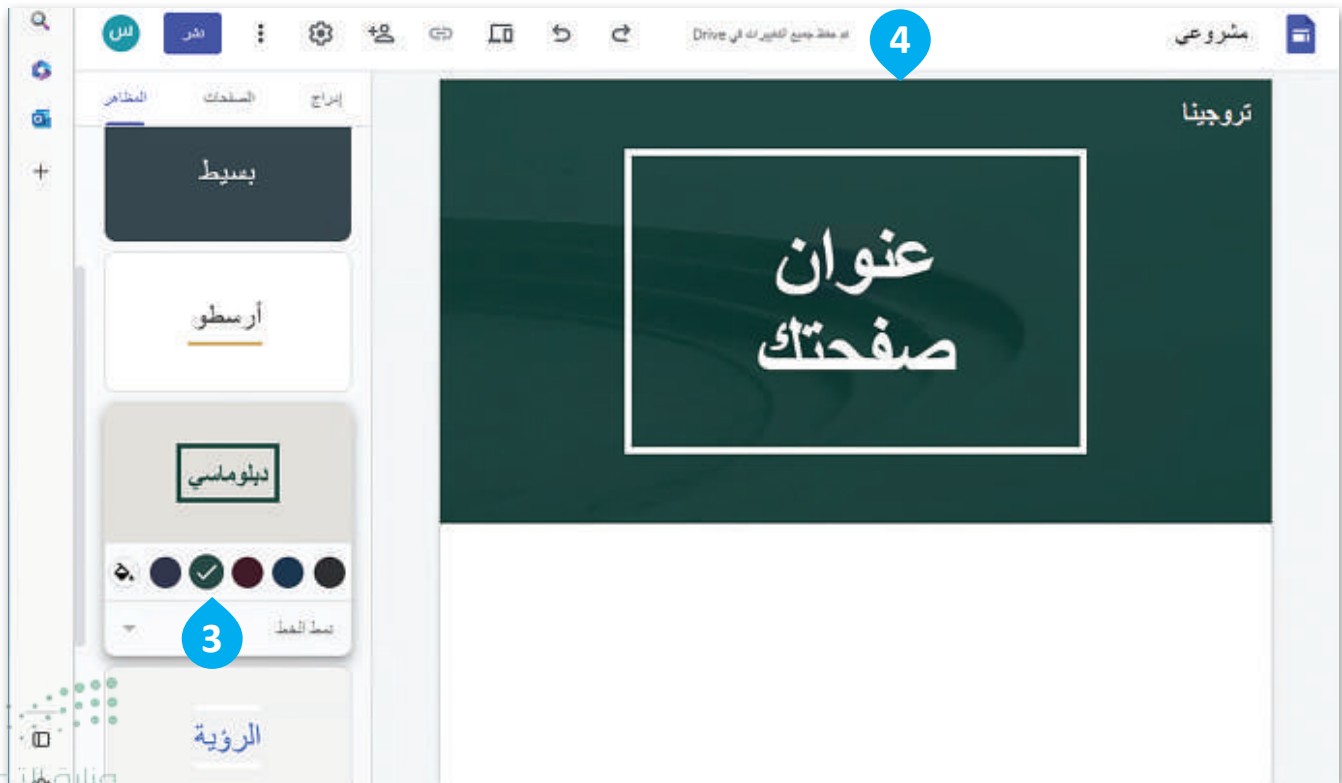 مشروعي
4
تم حفظ جميع التغييرات في Drive
نشر
س
إدراج
الصفحات
المظاهر
تروجينا
عنوان
صفحتك
بسيط
أرسطو
ديلوماسي
3
نمط الخط
الرؤية